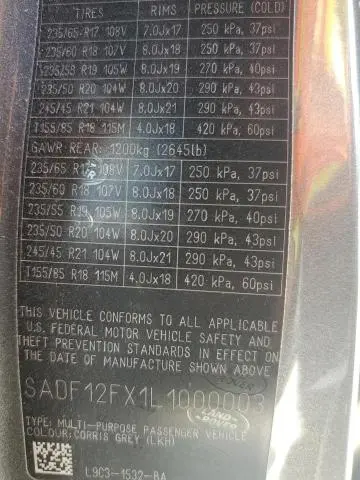 TIRES RIMS PRESSURE (COLD)
235/65 R17 108V 7.0Jx17 250 kPa, 37psi
235/60 R18 107V 8.0Jx18 250 kPa, 37psi
R19 105W 8.0Jx19 270 kPa, 40psi
235/50 R20 104W 8.0Jx20 290 kPa, 43psi
245/45 R21 104W 8.0Jx21 290 kPa, 43psi
T155/85 R18 115M 4.0Jx18 420 kPa, 60psi
GAWR REAR: 1200kg (2645lb)
235/65 R17 108V 7.0Jx17 250 kPa, 37psi
235/60 R18 107V 8.0Jx18 250 kPa, 37psi
235/55 R19 105W 8.0Jx19 270 kPa, 40psi
235/50 R20 104W 8.0Jx20 290 kPa, 43psi
245/45 R21 104W 8.0Jx21 290 kPa, 43psi
T155/85 R18 115M 4.0Jx18 420 kPa, 60psi
THIS VEHICLE CONFORMS TO ALL APPLICABLE
U.S. FEDERAL MOTOR VEHICLE SAFETY AND
THEFT PREVENTION STANDARDS IN EFFECT ON
THE DATE OF MANUFACTURE SHOWN ABOVE.
SADF12FX1L1000003
TYPE: MULTI-PURPOSE PASSENGER VEHICLE
COLOUR: CORRIS GREY (LKH)
LAND ROVER
L9C3-1532-BA